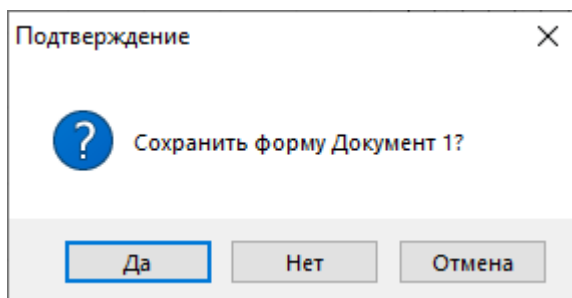 Подтверждение
Сохранить форму Документ 1?
Да
Нет
Отмена